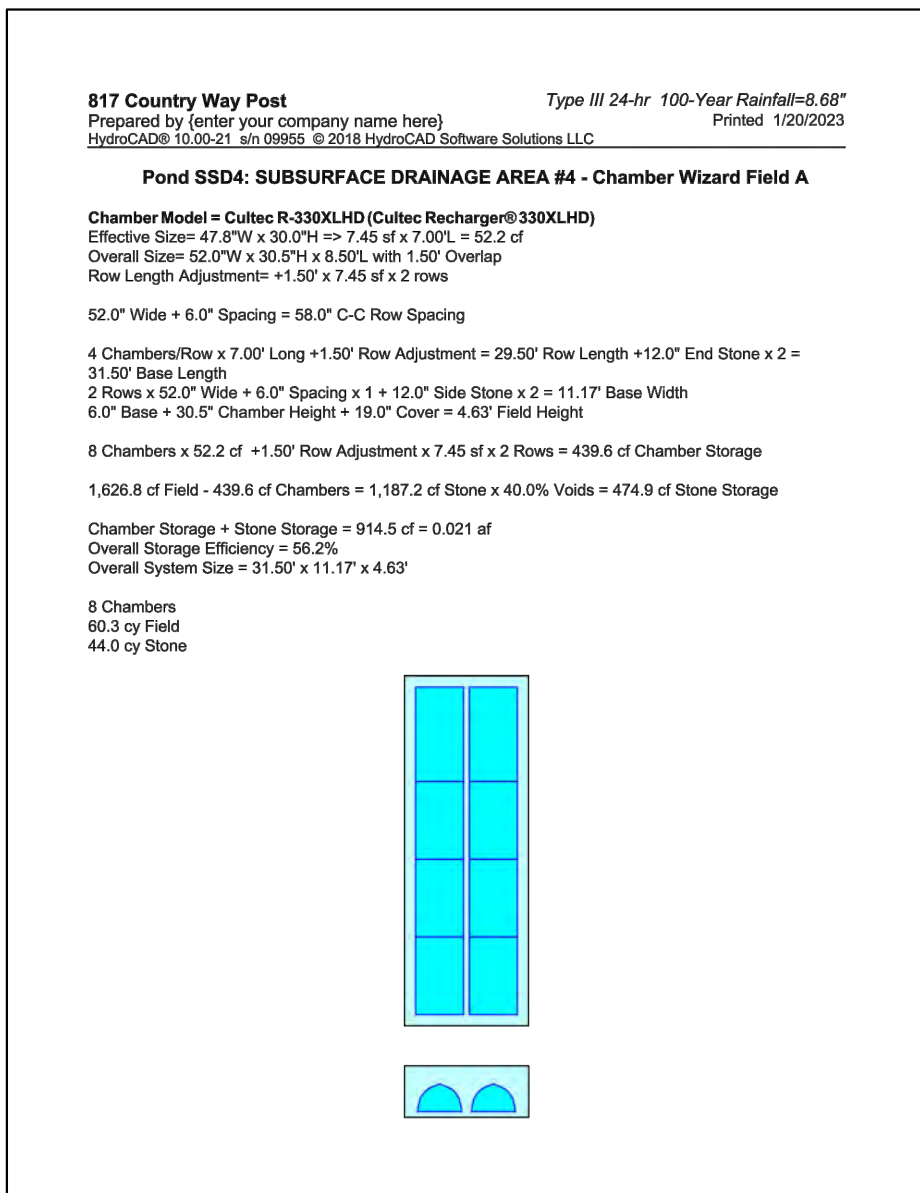 817 Country Way Post
Type III 24-hr 100-Year Rainfall=8.68"
Prepared by {enter your company name here}
Printed 1/20/2023
HydroCAD® 10.00-21 s/n 09955 © 2018 HydroCAD Software Solutions LLC
Pond SSD4: SUBSURFACE DRAINAGE AREA #4 - Chamber Wizard Field A
Chamber Model = Cultec R-330XLHD (Cultec Recharger® 330XLHD)
Effective Size= 47.8"W x 30.0"H => 7.45 sf x 7.00'L = 52.2 cf
Overall Size= 52.0"W x 30.5"H x 8.50'L with 1.50' Overlap
Row Length Adjustment= +1.50' x 7.45 sf x 2 rows
52.0" Wide + 6.0" Spacing = 58.0" C-C Row Spacing
4 Chambers/Row x 7.00' Long +1.50' Row Adjustment = 29.50' Row Length +12.0" End Stone x 2 =
31.50' Base Length
2 Rows x 52.0" Wide + 6.0" Spacing x 1 + 12.0" Side Stone x 2 = 11.17' Base Width
6.0" Base + 30.5" Chamber Height + 19.0" Cover = 4.63' Field Height
8 Chambers x 52.2 cf +1.50' Row Adjustment x 7.45 sf x 2 Rows = 439.6 cf Chamber Storage
1,626.8 cf Field - 439.6 cf Chambers = 1,187.2 cf Stone x 40.0% Voids = 474.9 cf Stone Storage
Chamber Storage + Stone Storage = 914.5 cf = 0.021 af
Overall Storage Efficiency = 56.2%
Overall System Size = 31.50' x 11.17' x 4.63'
8 Chambers
60.3 cy Field
44.0 cy Stone